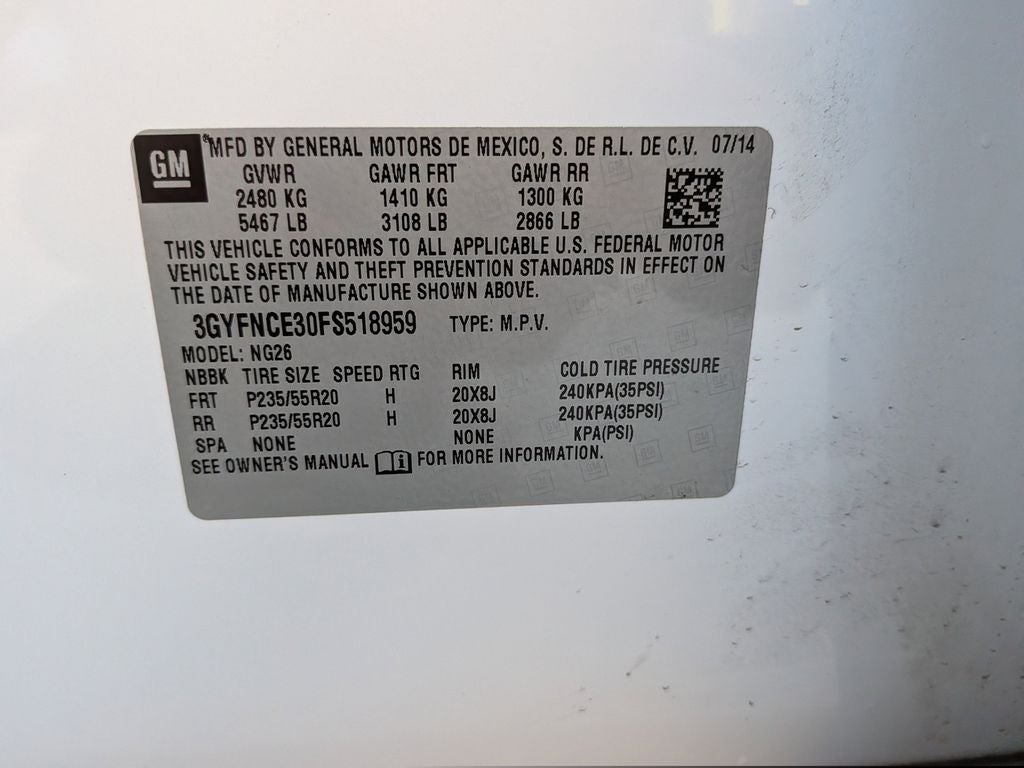 GM ® MFD BY GENERAL MOTORS DE MEXICO, S. DE R.L. DE C.V. 07/14
GVWR GAWR FRT GAWR RR
2480 KG 1410 KG 1300 KG
5467 LB 3108 LB 2866 LB
THIS VEHICLE CONFORMS TO ALL APPLICABLE U.S. FEDERAL MOTOR
VEHICLE SAFETY AND THEFT PREVENTION STANDARDS IN EFFECT ON
THE DATE OF MANUFACTURE SHOWN ABOVE.
3GYFNCE30FS518959 TYPE: M.P.V.
MODEL: NG26
NBBK TIRE SIZE SPEED RTG RIM COLD TIRE PRESSURE
FRT P235/55R20 H 20X8J 240KPA(35PSI)
RR P235/55R20 H 20X8J 240KPA(35PSI)
SPA NONE NONE KPA(PSI)
SEE OWNER'S MANUAL FOR MORE INFORMATION.